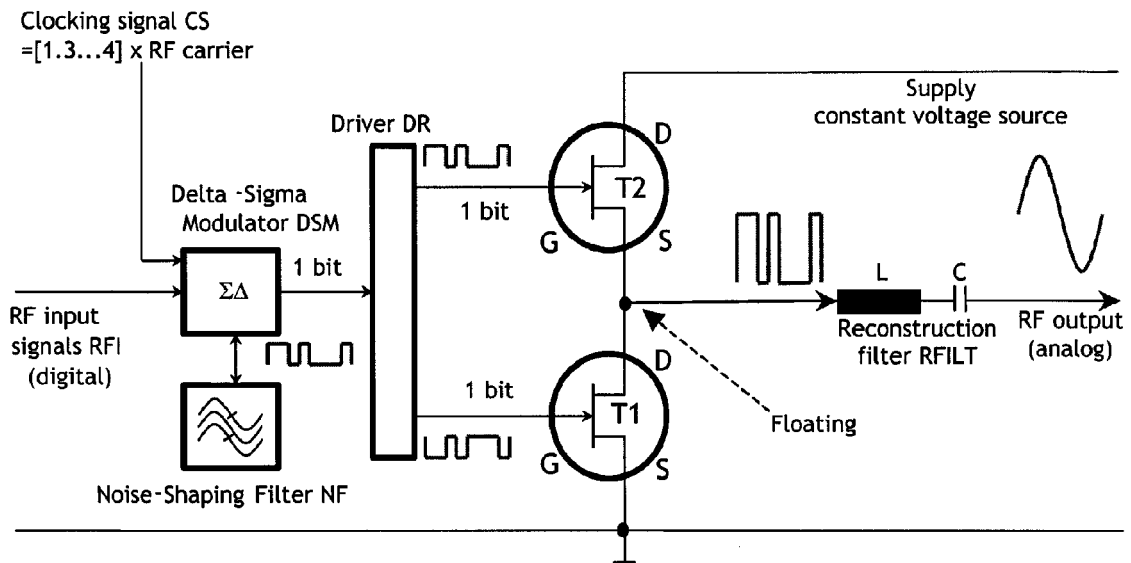 Clocking signal CS
=[1.3...4] x RF carrier
Supply
constant voltage source
Driver DR
D
T2
1 bit
G
S
Delta -Sigma
Modulator DSM
1 bit
ΣΔ
L
C
RF input
signals RFI
(digital)
Reconstruction
filter RFILT
RF output
(analog)
D
1 bit
T1
Floating
G
S
Noise-Shaping Filter NF